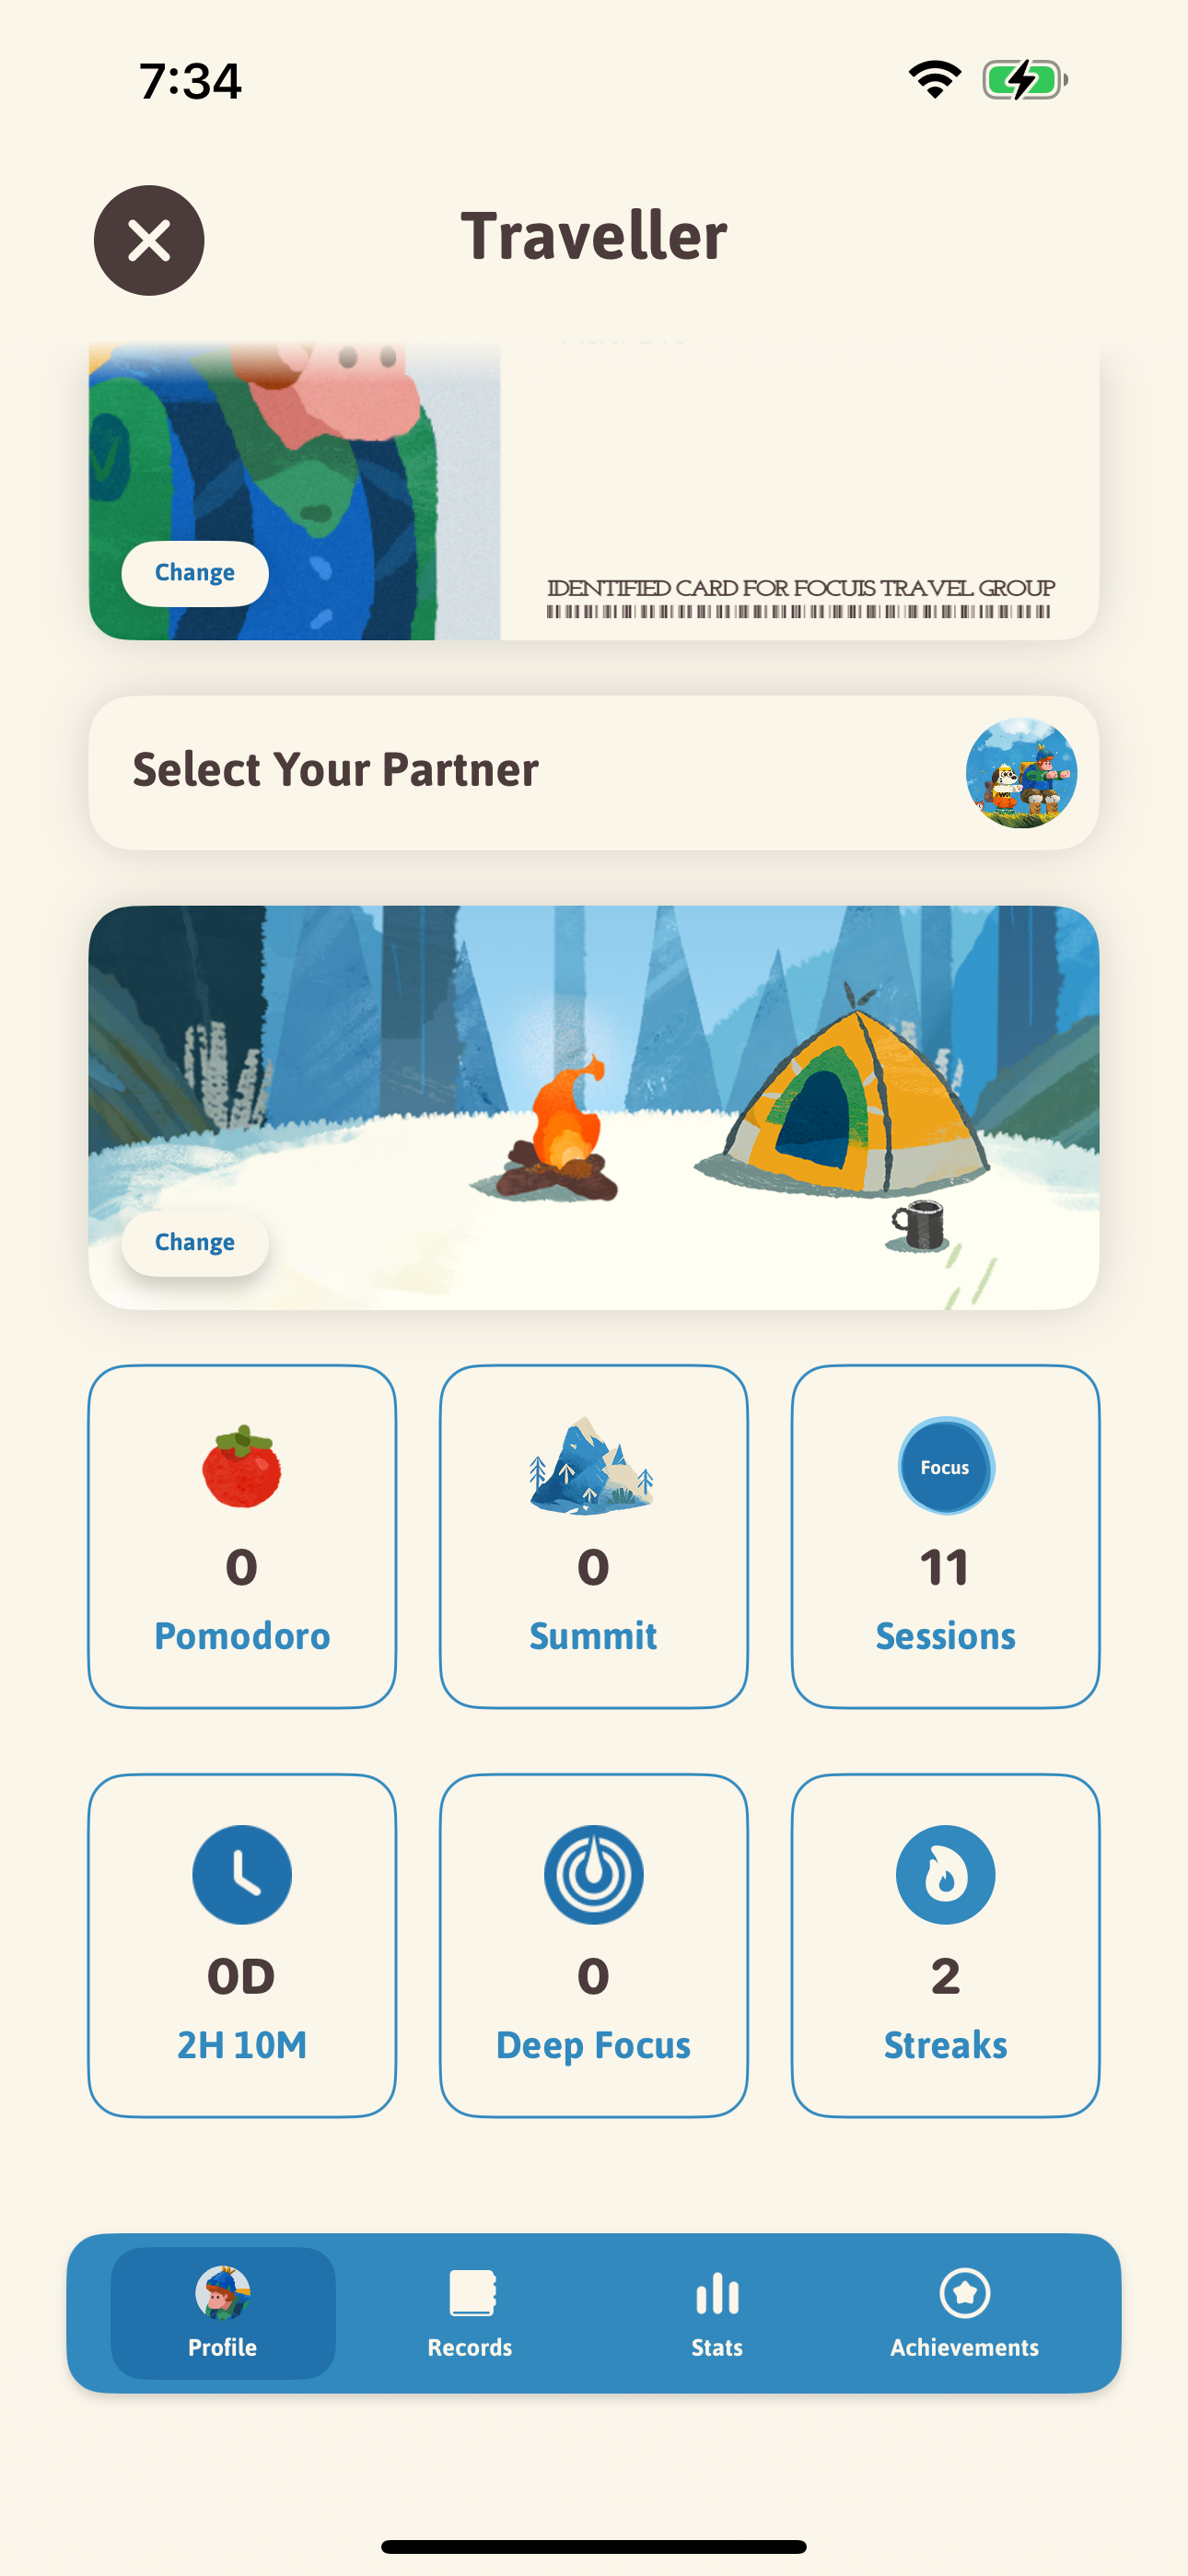 7:34
Traveller
Change
IDENTIFIED CARD FOR FOCUIS TRAVEL GROUP
Select Your Partner
Change
Focus
0
Pomodoro
0
Summit
11
Sessions
0D
2H 10M
0
Deep Focus
2
Streaks
Profile
Records
Stats
Achievements